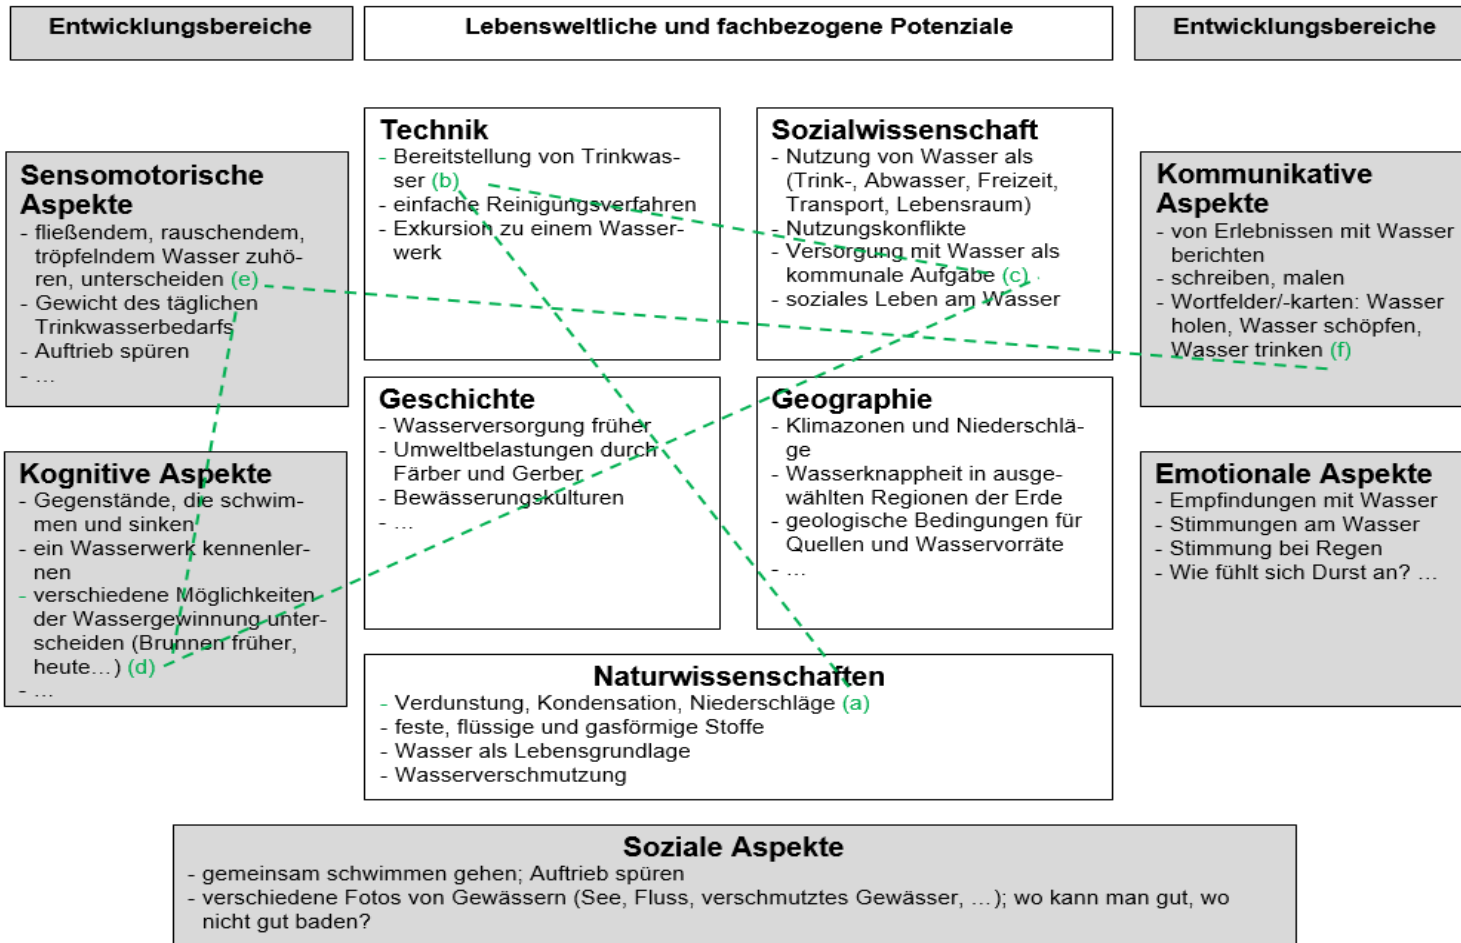 Entwicklungsbereiche
Lebensweltliche und fachbezogene Potenziale
Entwicklungsbereiche
Technik
- Bereitstellung von Trinkwas-
ser (b)
- einfache Reinigungsverfahren
- Exkursion zu einem Wasser-
werk
Sozialwissenschaft
- Nutzung von Wasser als
(Trink-, Abwasser, Freizeit,
Transport, Lebensraum)
- Nutzungskonflikte
- Versorgung mit Wasser als
kommunale Aufgabe (c)
- soziales Leben am Wasser
Sensomotorische
Aspekte
- fließendem, rauschendem,
tröpfelndem Wasser zuhö-
ren, unterscheiden (e)
- Gewicht des täglichen
Trinkwasserbedarfs
- Auftrieb spüren
- ...
Kommunikative
Aspekte
- von Erlebnissen mit Wasser
berichten
- schreiben, malen
- Wortfelder/-karten: Wasser
holen, Wasser schöpfen,
Wasser trinken (f)
Geschichte
- Wasserversorgung früher
- Umweltbelastungen durch
Färber und Gerber
- Bewässerungskulturen
- ...
Geographie
- Klimazonen und Niederschlä-
ge
- Wasserknappheit in ausge-
wählten Regionen der Erde
- geologische Bedingungen für
Quellen und Wasservorräte
- ...
Kognitive Aspekte
- Gegenstände, die schwim-
men und sinken
- ein Wasserwerk kennenler-
nen
- verschiedene Möglichkeiten
der Wassergewinnung unter-
scheiden (Brunnen früher,
heute...) (d)
- ...
Emotionale Aspekte
- Empfindungen mit Wasser
- Stimmungen am Wasser
- Stimmung bei Regen
- Wie fühlt sich Durst an? ...
Naturwissenschaften
- Verdunstung, Kondensation, Niederschläge (a)
- feste, flüssige und gasförmige Stoffe
- Wasser als Lebensgrundlage
- Wasserverschmutzung
Soziale Aspekte
- gemeinsam schwimmen gehen; Auftrieb spüren
- verschiedene Fotos von Gewässern (See, Fluss, verschmutztes Gewässer, ...); wo kann man gut, wo
nicht gut baden?